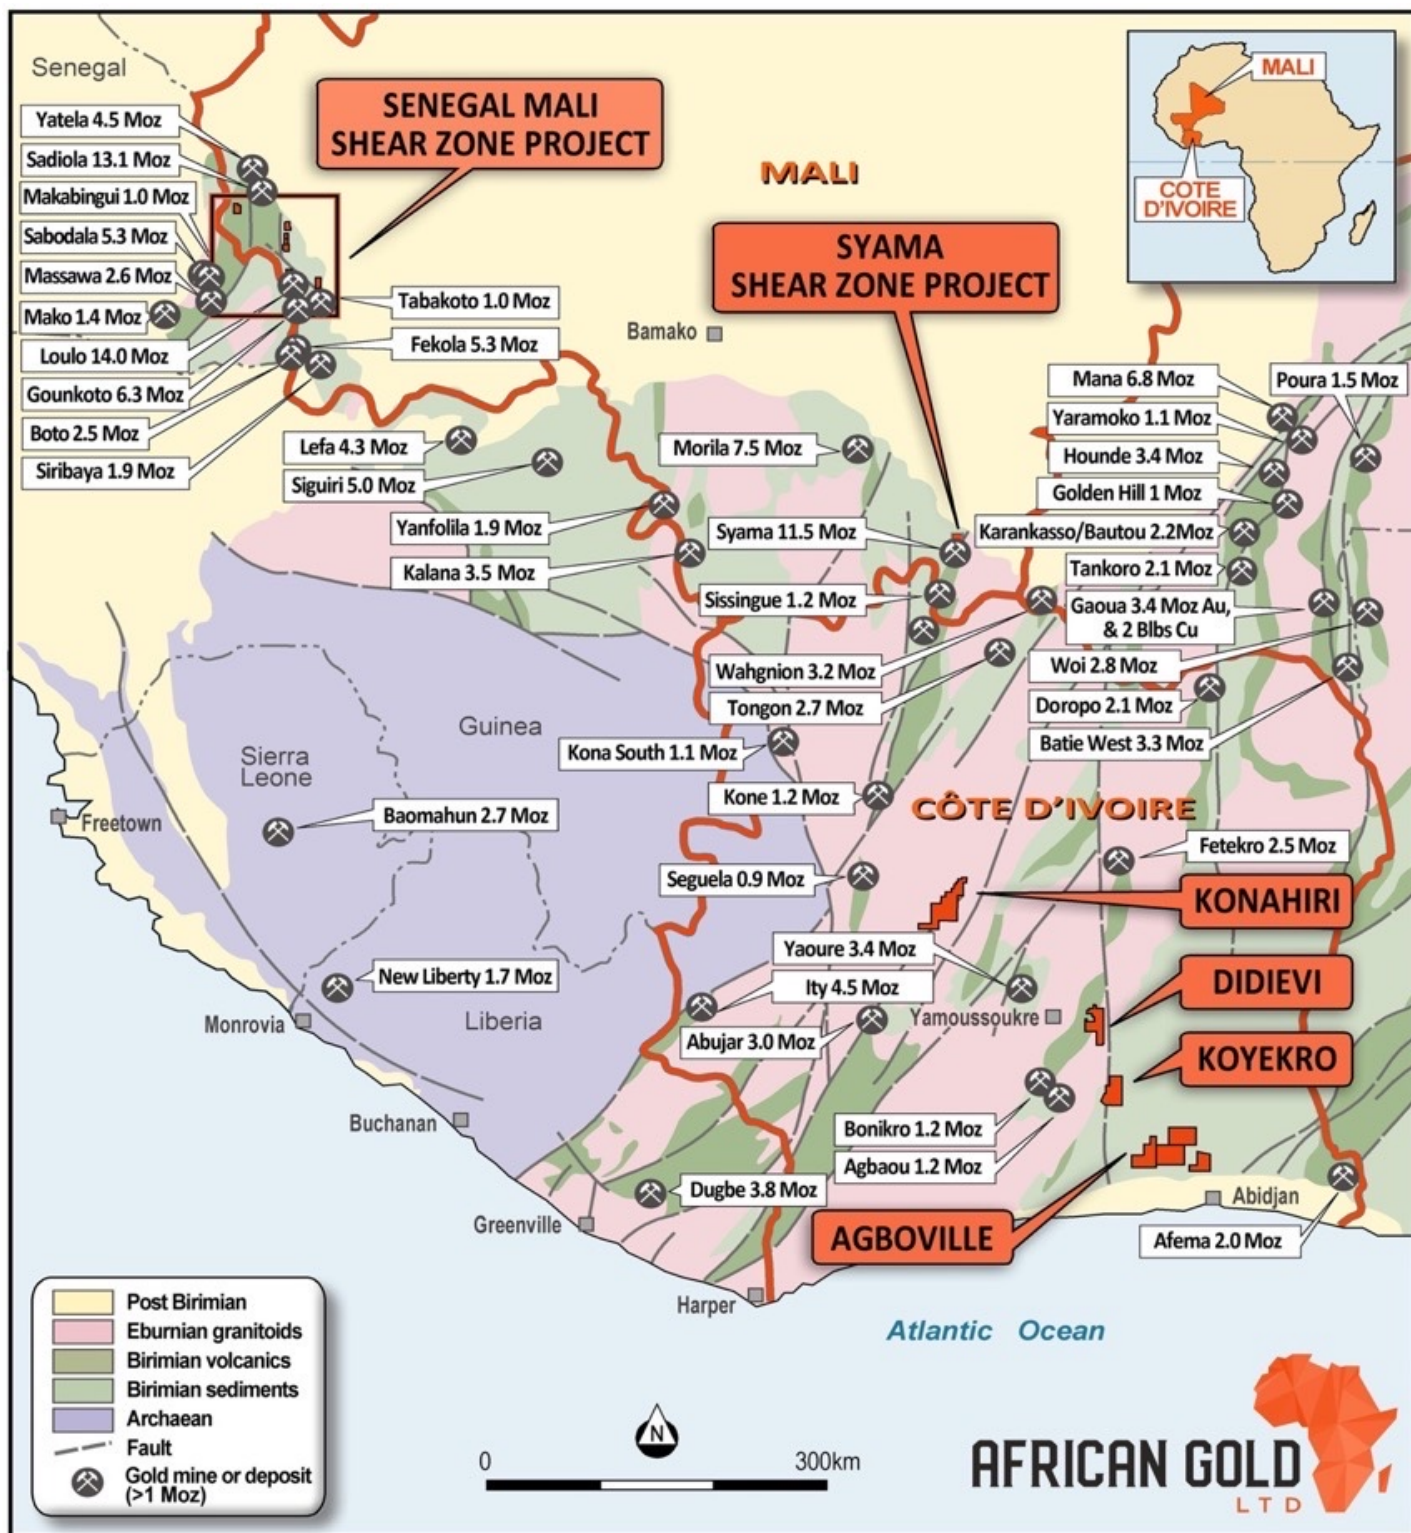 Senegal
SENEGAL MALI
SHEAR ZONE PROJECT
MALI
MALI
COTE
D'IVOIRE
Yatela 4.5 Moz
Sadiola 13.1 Moz
Makabingui 1.0 Moz
Sabodala 5.3 Moz
Massawa 2.6 Moz
Mako 1.4 Moz
Loulo 14.0 Moz
Gounkoto 6.3 Moz
Boto 2.5 Moz
Siribaya 1.9 Moz
Tabakoto 1.0 Moz
Fekola 5.3 Moz
SYAMA
SHEAR ZONE PROJECT
Bamako
Lefa 4.3 Moz
Siguiri 5.0 Moz
Morila 7.5 Moz
Yanfolila 1.9 Moz
Kalana 3.5 Moz
Syama 11.5 Moz
Sissingue 1.2 Moz
Wahgnion 3.2 Moz
Tongon 2.7 Moz
Mana 6.8 Moz
Poura 1.5 Moz
Yaramoko 1.1 Moz
Hounde 3.4 Moz
Golden Hill 1 Moz
Karankasso/Bautou 2.2Moz
Tankoro 2.1 Moz
Gaoua 3.4 Moz Au,
& 2 Blbs Cu
Woi 2.8 Moz
Doropo 2.1 Moz
Batie West 3.3 Moz
Guinea
Sierra
Leone
Kona South 1.1 Moz
Kone 1.2 Moz
CÔTE D'IVOIRE
Freetown
Baomahun 2.7 Moz
Fetekro 2.5 Moz
Seguela 0.9 Moz
KONAHIRI
Yaoure 3.4 Moz
New Liberty 1.7 Moz
Ity 4.5 Moz
DIDIEVI
Monrovia
Liberia
Abujar 3.0 Moz
Yamoussoukre
KOYEKRO
Buchanan
Bonikro 1.2 Moz
Agbaou 1.2 Moz
Dugbe 3.8 Moz
Abidjan
Greenville
AGBOVILLE
Afema 2.0 Moz
Harper
Atlantic Ocean
Post Birimian
Eburnian granitoids
Birimian volcanics
Birimian sediments
Archaean
Fault
Gold mine or deposit
(>1 Moz)
N
0 300km
AFRICAN GOLD
LTD